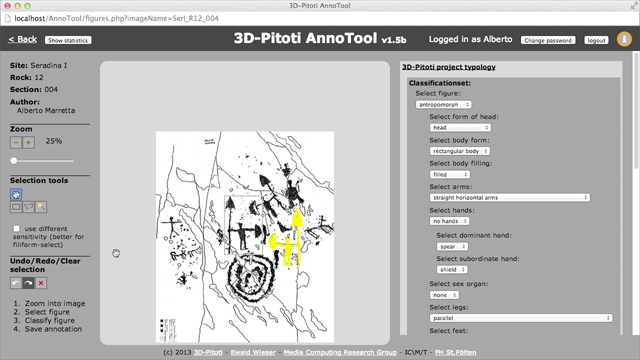 3D-Pitoti AnnoTool
localhost/AnnoTool/figures.php?imageName=SerI_R12_004
< Back
Show statistics
3D-Pitoti AnnoTool v1.5b
Logged in as Alberto
Change password
logout
i
Site: Seradina I
Rock: 12
Section: 004
Author:
Alberto Marretta
Zoom
25%
Selection tools
use different
sensitivity (better for
filiform-select)
Undo/Redo/Clear
selection
1. Zoom into image
2. Select figure
3. Classify figure
4. Save annotation
3D-Pitoti project typology
Classificationset:
Select figure:
antropomorph
Select form of head:
head
Select body form:
rectangular body
Select body filling:
filled
Select arms:
straight horizontal arms
Select hands:
no hands
Select dominant hand:
spear
Select subordinate hand:
shield
Select sex organ:
none
Select legs:
parallel
Select feet:
(c) 2013 3D-Pitoti - Ewald Wieser - Media Computing Research Group - IC\M/T - FH St.Pölten